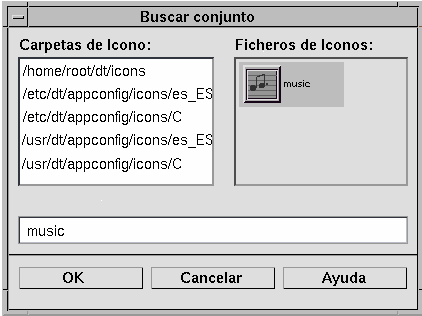 Buscar conjunto
Carpetas de Icono:
Ficheros de Iconos:
/home/root/dt/icons
/etc/dt/appconfig/icons/es_ES
/etc/dt/appconfig/icons/C
/usr/dt/appconfig/icons/es_ES
/usr/dt/appconfig/icons/C
music
music
OK
Cancelar
Ayuda